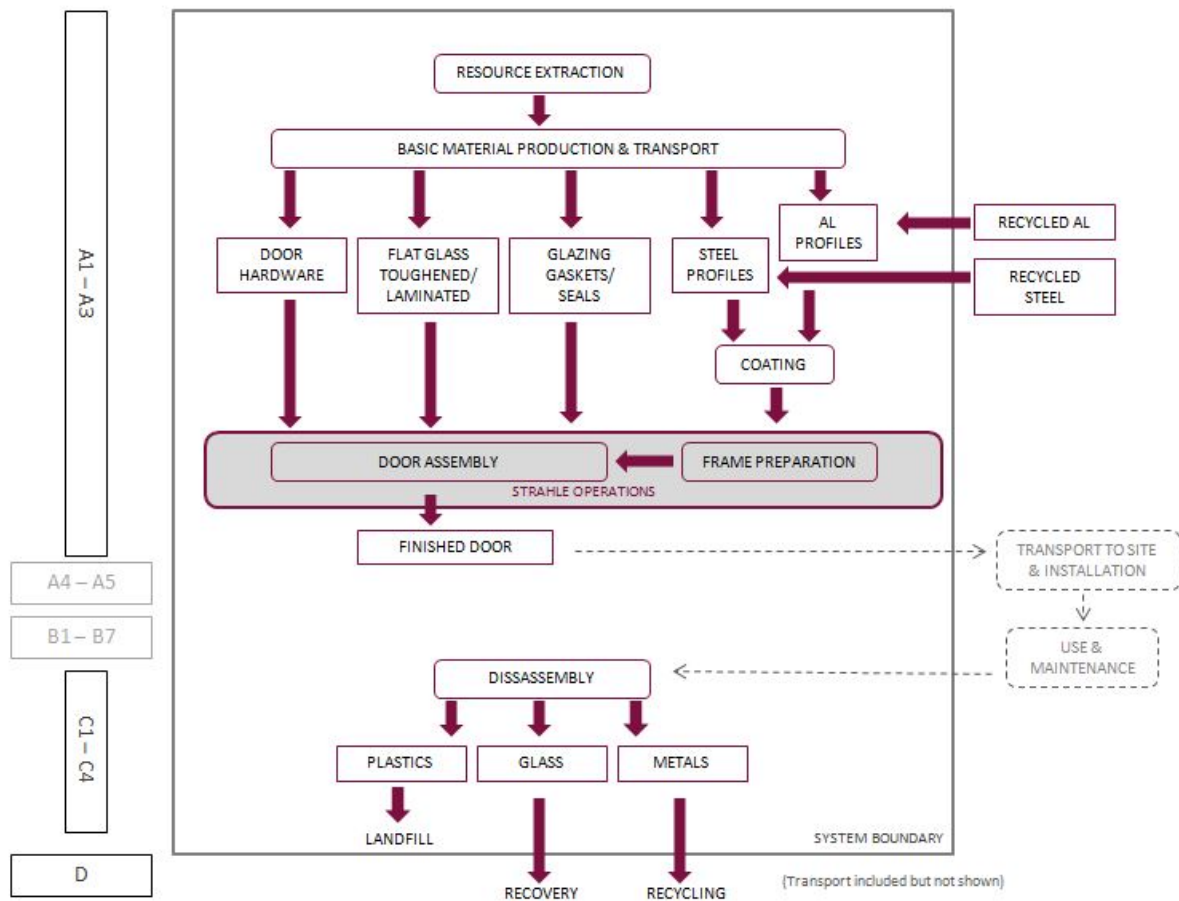 RESOURCE EXTRACTION
BASIC MATERIAL PRODUCTION & TRANSPORT
A1 – A3
DOOR
HARDWARE
FLAT GLASS
TOUGHENED/
LAMINATED
GLAZING
GASKETS/
SEALS
STEEL
PROFILES
AL
PROFILES
RECYCLED AL
RECYCLED
STEEL
COATING
DOOR ASSEMBLY
FRAME PREPARATION
STRAHLE OPERATIONS
FINISHED DOOR
TRANSPORT TO SITE
& INSTALLATION
A4 – A5
B1 – B7
USE &
MAINTENANCE
DISSASSEMBLY
C1 – C4
PLASTICS
GLASS
METALS
LANDFILL
SYSTEM BOUNDARY
D
RECOVERY
RECYCLING
(Transport included but not shown)